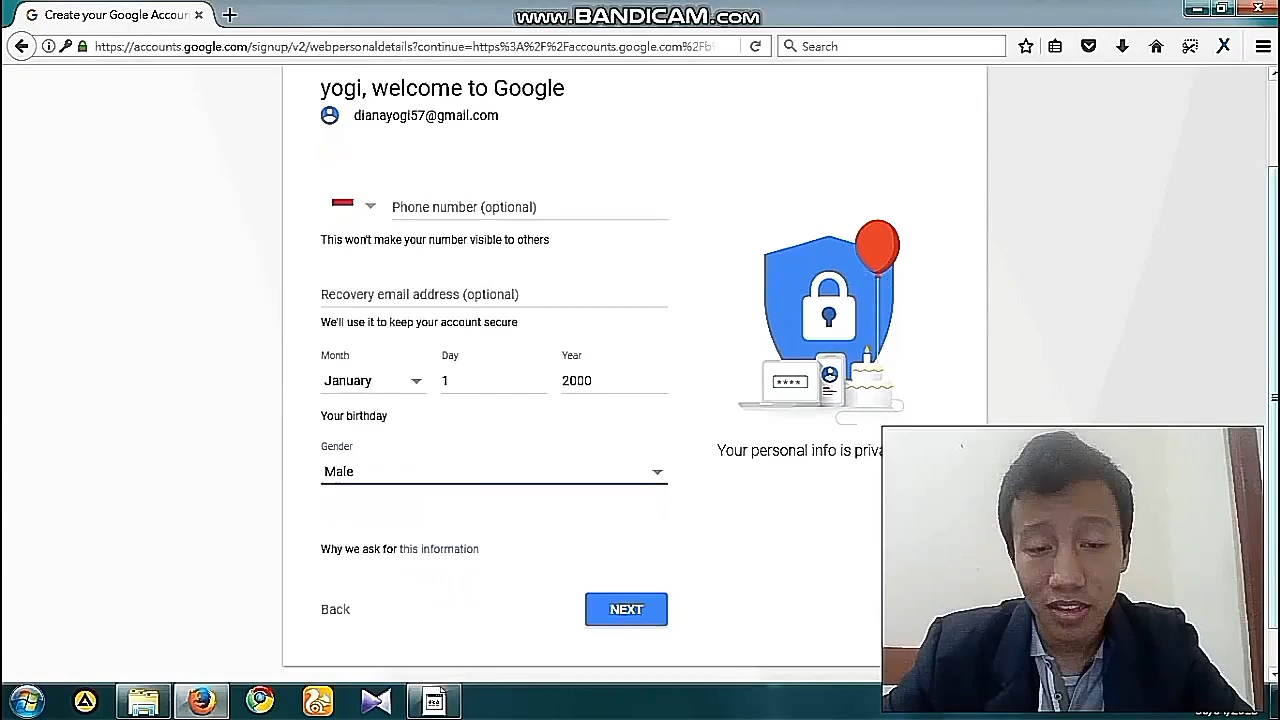 Create your Google Accoun
www.BANDICAM.com
https://accounts.google.com/signup/v2/webpersonaldetails?continue=https%3A%2F%2Faccounts.google.com%2Fb
Search
yogi, welcome to Google
dianayogi57@gmail.com
Phone number (optional)
This won't make your number visible to others
Recovery email address (optional)
We'll use it to keep your account secure
Month Day Year
January 1 2000
Your birthday
Gender
Male
****
Your personal info is priva
Why we ask for this information
Back
NEXT